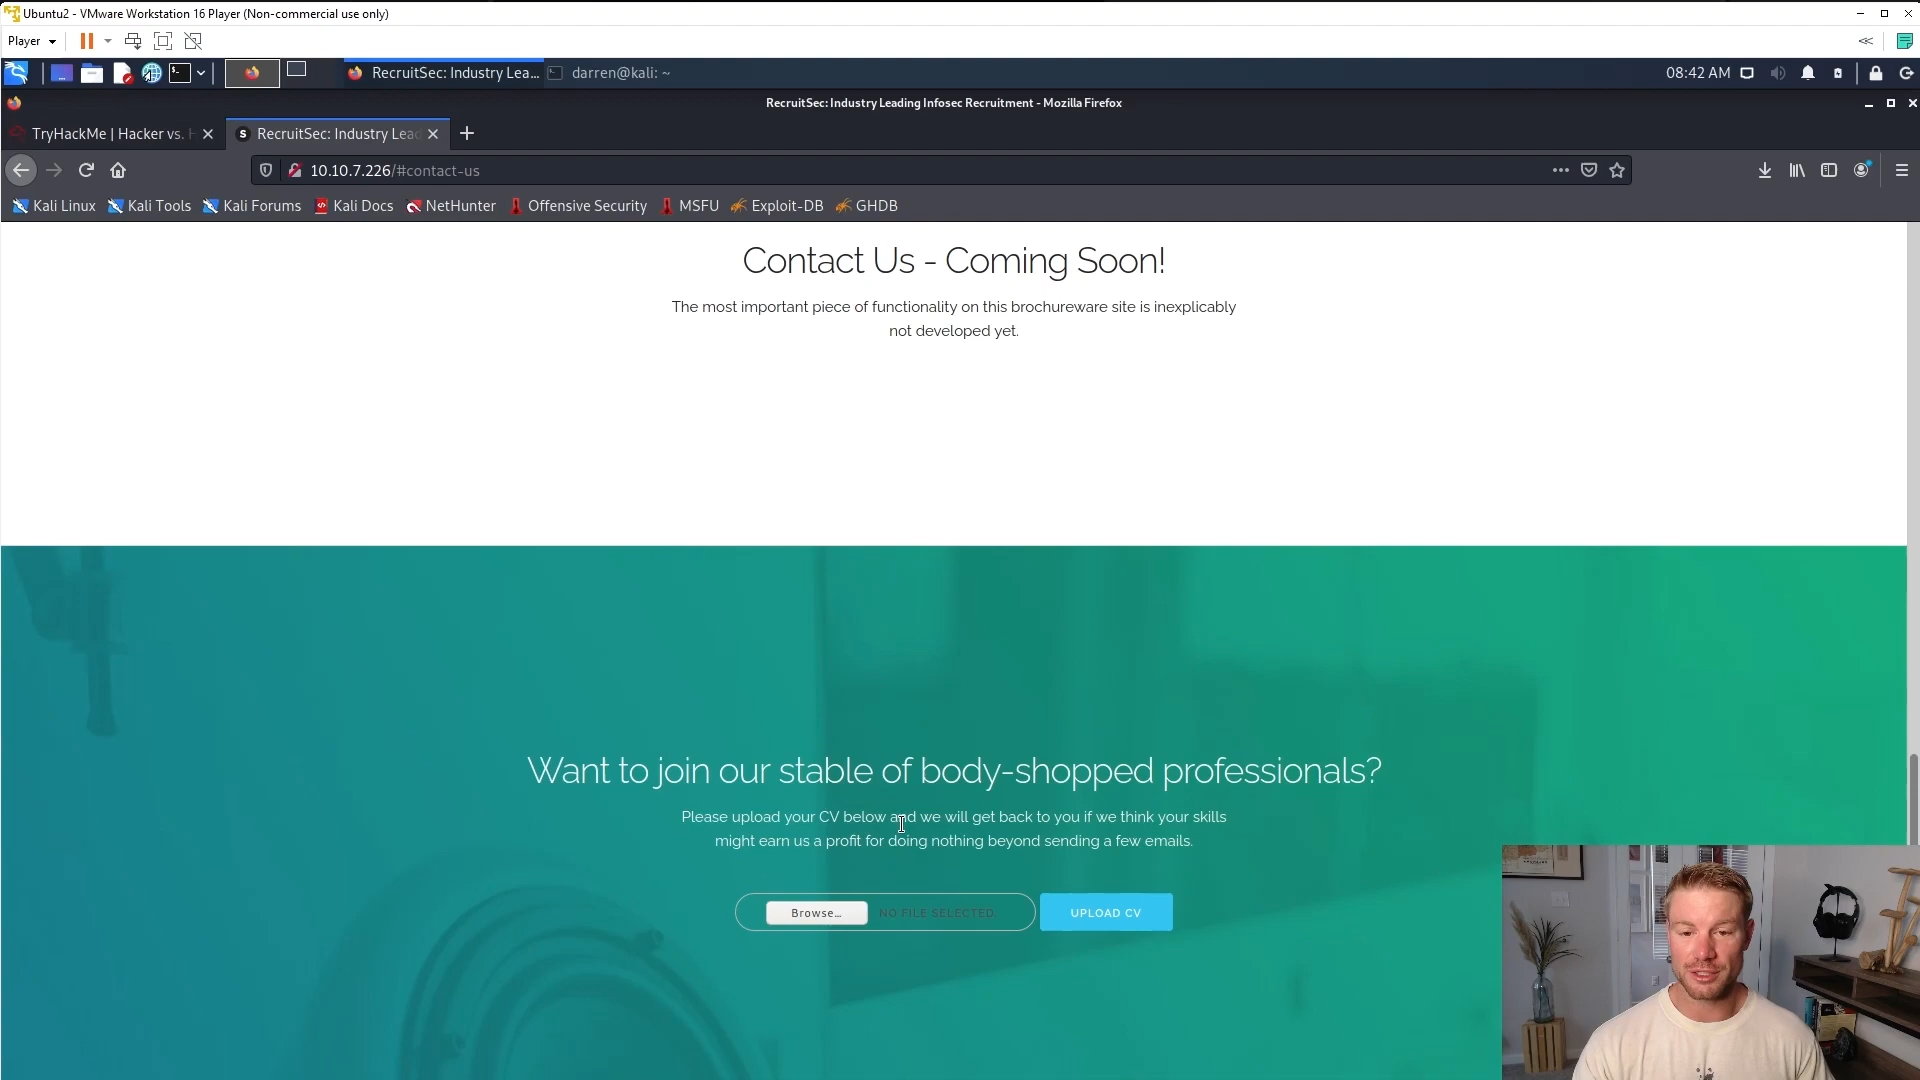 Ubuntu2 - VMware Workstation 16 Player (Non-commercial use only)
Player
RecruitSec: Industry Lea...
darren@kali: ~
08:42 AM
RecruitSec: Industry Leading Infosec Recruitment - Mozilla Firefox
TryHackMe | Hacker vs.
RecruitSec: Industry Lead
10.10.7.226/#contact-us
Kali Linux
Kali Tools
Kali Forums
Kali Docs
NetHunter
Offensive Security
MSFU
Exploit-DB
GHDB
Contact Us - Coming Soon!
The most important piece of functionality on this brochureware site is inexplicably
not developed yet.
Want to join our stable of body-shopped professionals?
Please upload your CV below and we will get back to you if we think your skills
might earn us a profit for doing nothing beyond sending a few emails.
Browse...
NO FILE SELECTED.
UPLOAD CV